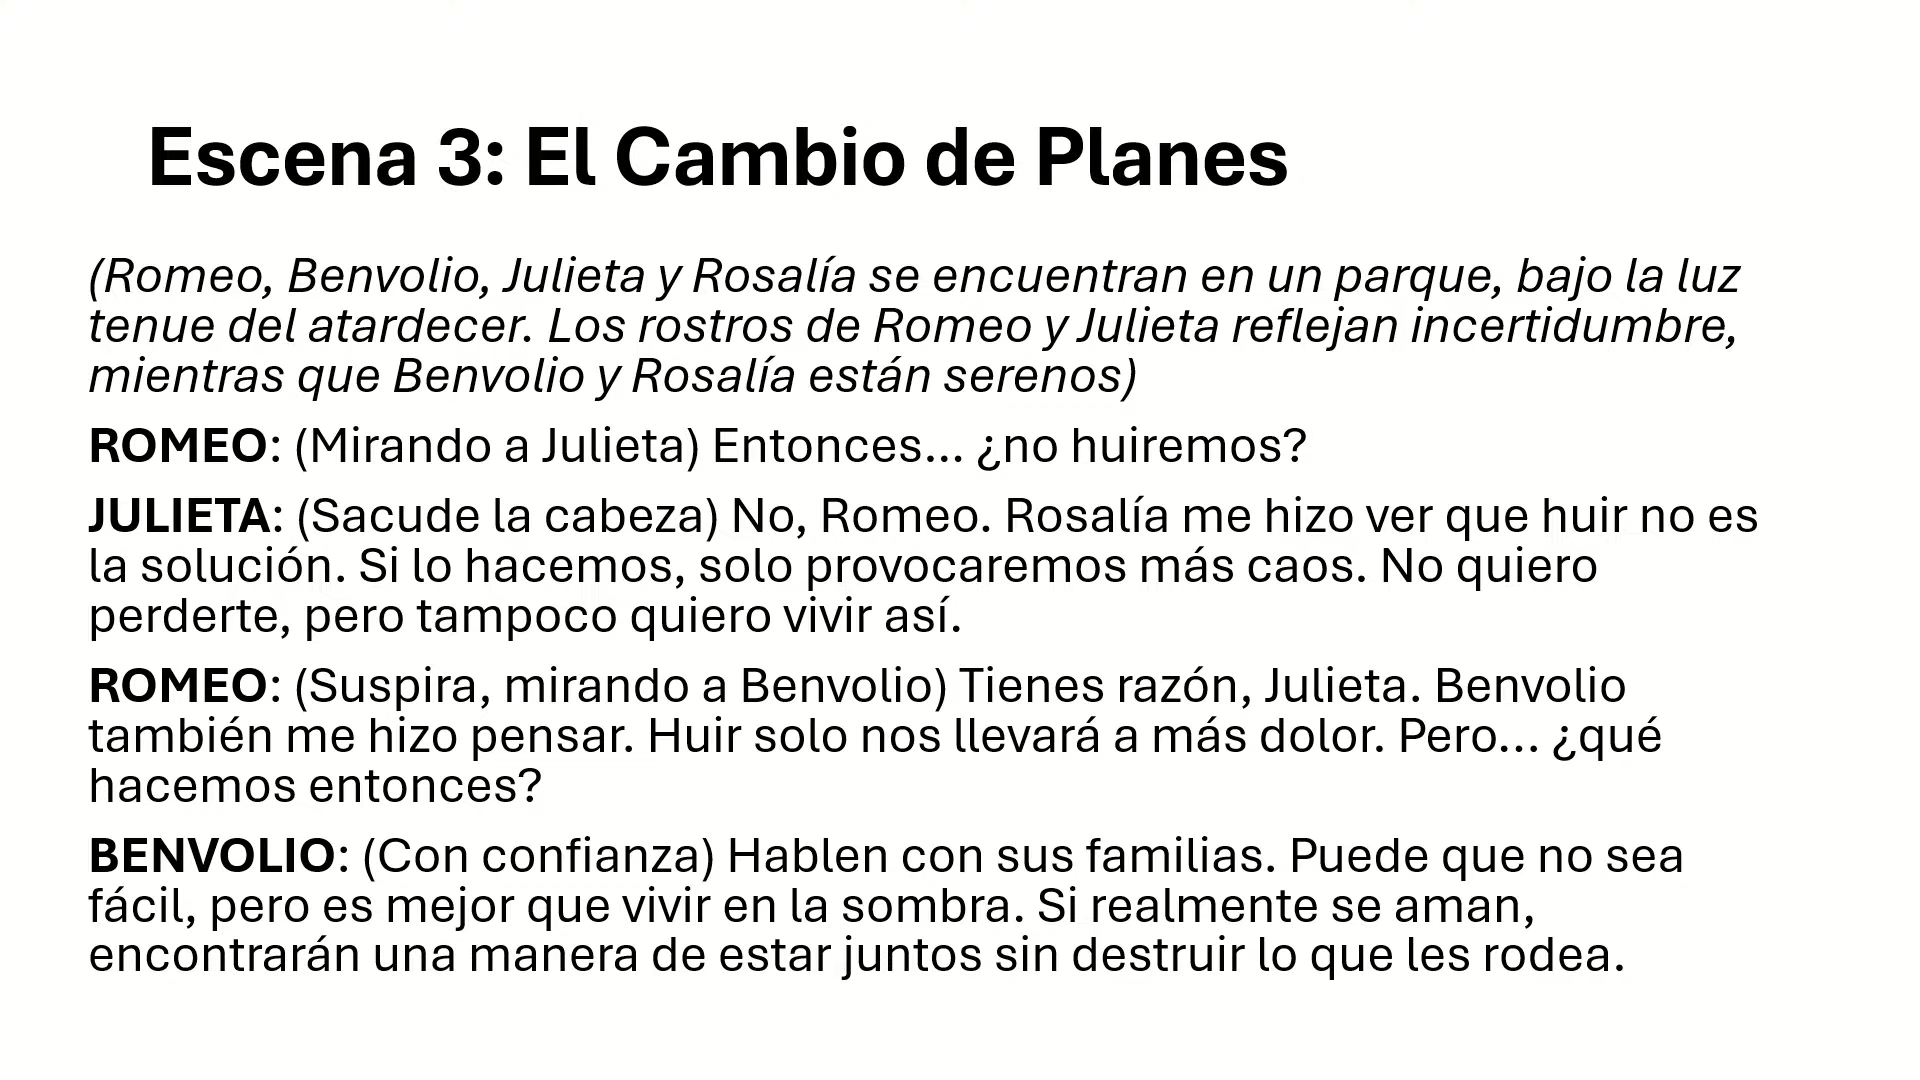 Escena 3: El Cambio de Planes
(Romeo, Benvolio, Julieta y Rosalía se encuentran en un parque, bajo la luz
tenue del atardecer. Los rostros de Romeo y Julieta reflejan incertidumbre,
mientras que Benvolio y Rosalía están serenos)
ROMEO: (Mirando a Julieta) Entonces... ¿no huiremos?
JULIETA: (Sacude la cabeza) No, Romeo. Rosalía me hizo ver que huir no es
la solución. Si lo hacemos, solo provocaremos más caos. No quiero
perderte, pero tampoco quiero vivir así.
ROMEO: (Suspira, mirando a Benvolio) Tienes razón, Julieta. Benvolio
también me hizo pensar. Huir solo nos llevará a más dolor. Pero... ¿qué
hacemos entonces?
BENVOLIO: (Con confianza) Hablen con sus familias. Puede que no sea
fácil, pero es mejor que vivir en la sombra. Si realmente se aman,
encontrarán una manera de estar juntos sin destruir lo que les rodea.